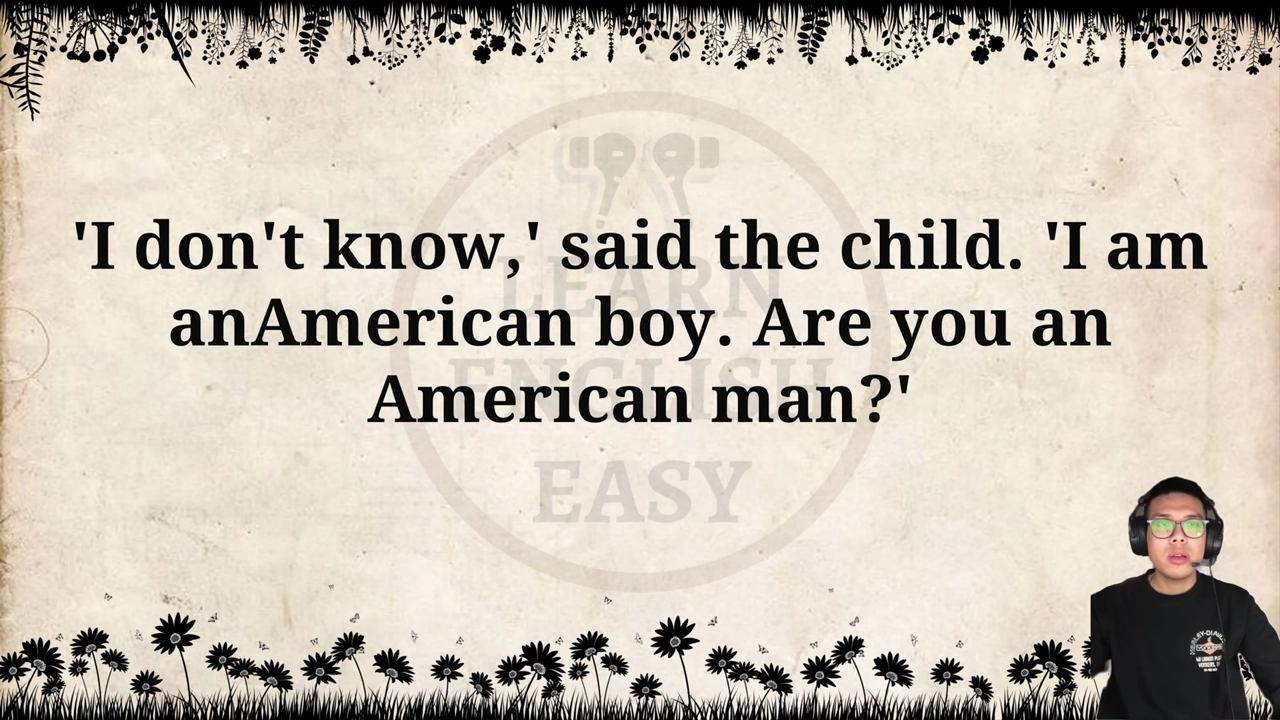 'I don't know,' said the child. 'I am
anAmerican boy. Are you an
American man?'
LEARN
ENGLISH
EASY